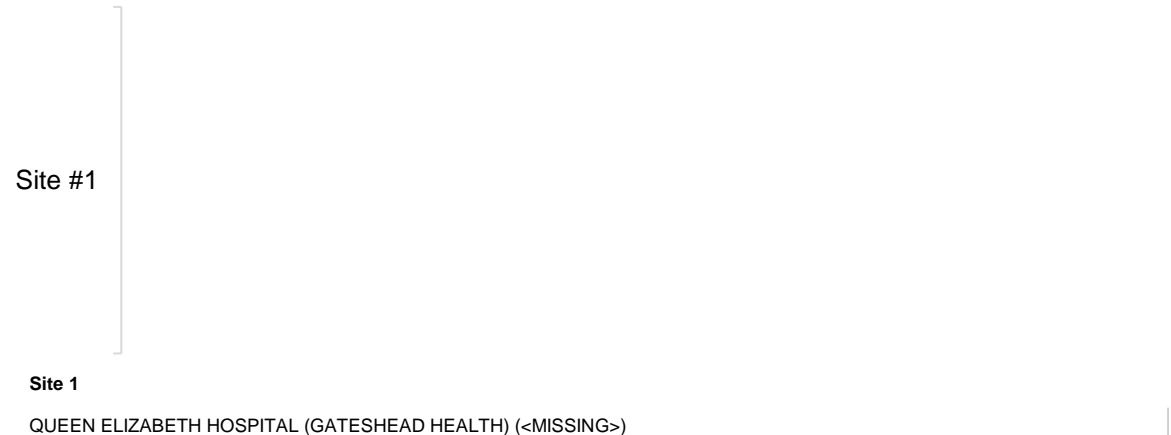 Site #1
Site 1
QUEEN ELIZABETH HOSPITAL (GATESHEAD HEALTH) (<MISSING>)